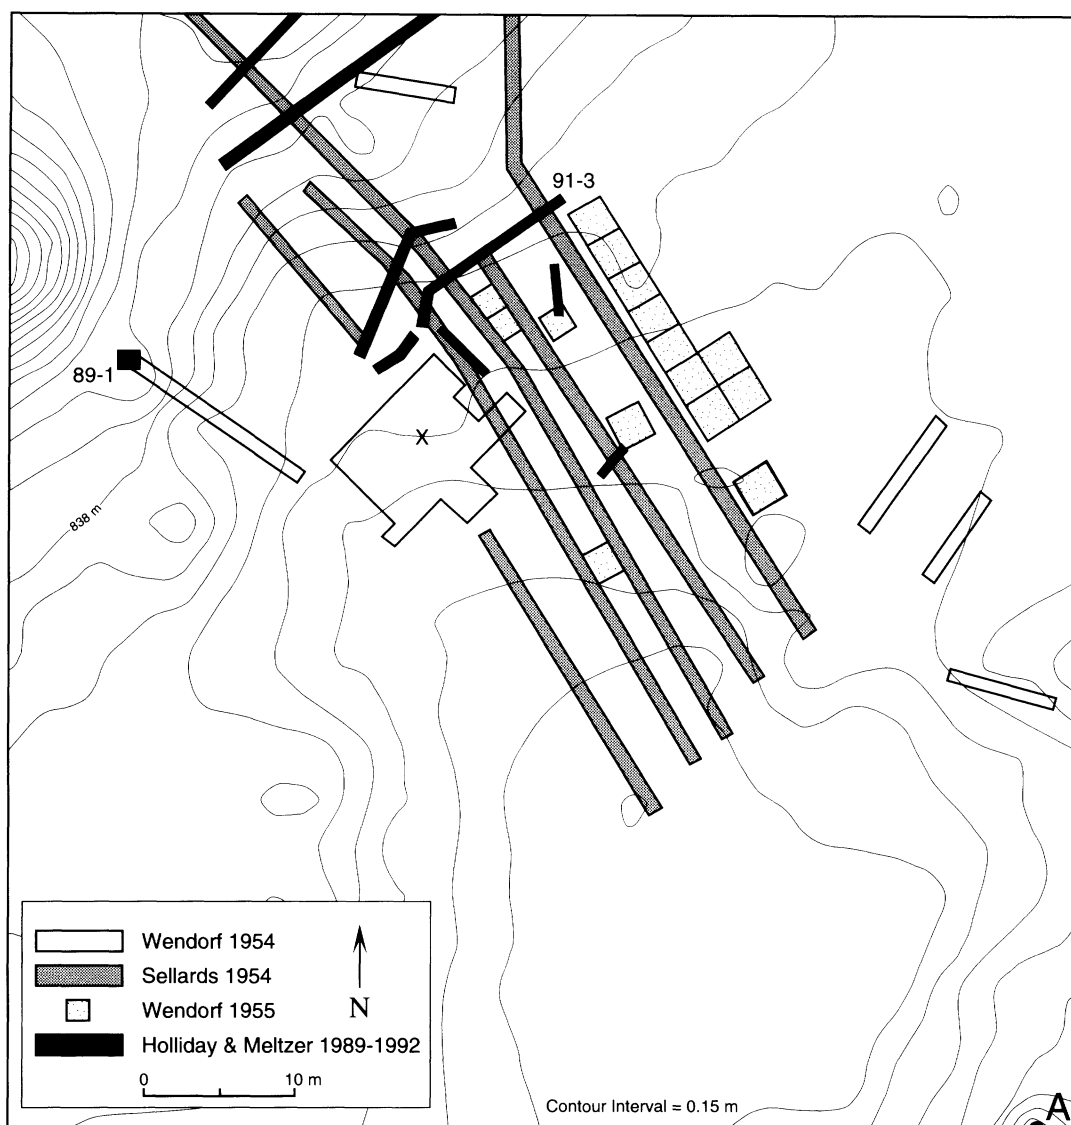 91-3
89-1
X
838 m
Wendorf 1954
Sellards 1954
Wendorf 1955
Holliday & Meltzer 1989-1992
N
0 10 m
Contour Interval = 0.15 m
A